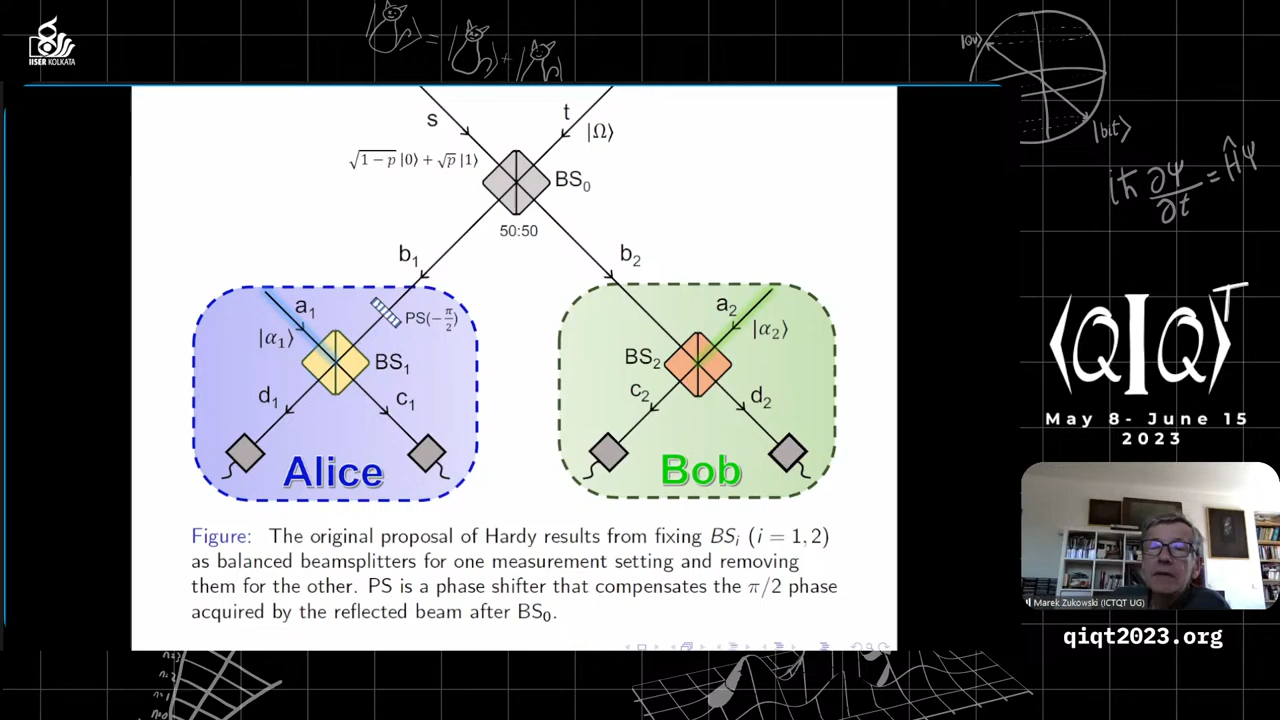 IISER KOLKATA
=
+
|0⟩
|bit⟩
iħ ∂ψ/∂t = Ĥψ
s
t
|Ω⟩
√1−p |0⟩ + √p |1⟩
BS₀
50:50
b₁
b₂
a₁
PS(−π/2)
|α₁⟩
BS₁
d₁
c₁
Alice
a₂
|α₂⟩
BS₂
c₂
d₂
Bob
Figure: The original proposal of Hardy results from fixing BSᵢ (i = 1, 2)
as balanced beamsplitters for one measurement setting and removing
them for the other. PS is a phase shifter that compensates the π/2 phase
acquired by the reflected beam after BS₀.
⟨QIQ⟩ᵀ
May 8- June 15
2023
Marek Zukowski (ICTQT UG)
qiqt2023.org
n=3
n=2
n=1
n=0